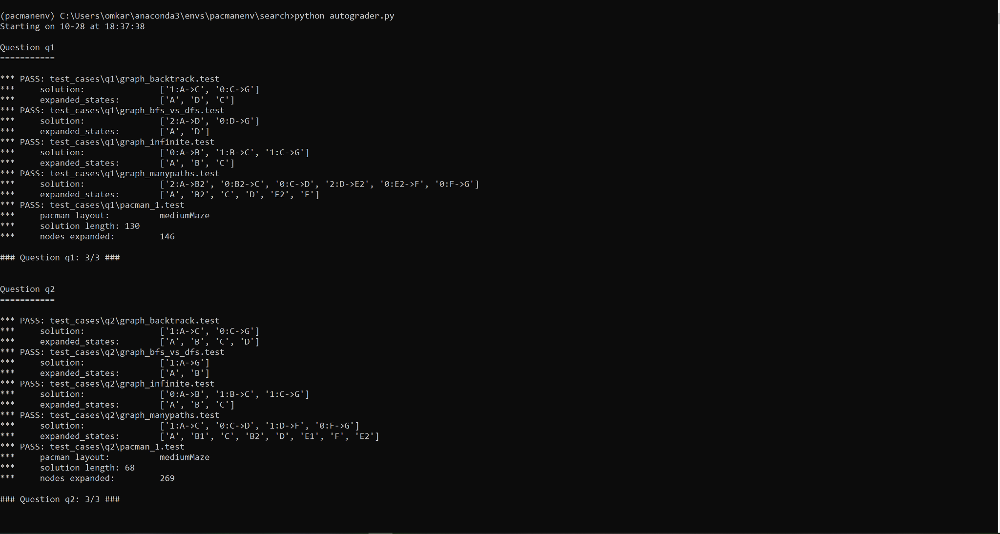 (pacmanenv) C:\Users\omkar\anaconda3\envs\pacmanenv\search>python autograder.py
Starting on 10-28 at 18:37:38
Question q1
===========
*** PASS: test_cases\q1\graph_backtrack.test
***     solution:               ['1:A->C', '0:C->G']
***     expanded_states:        ['A', 'D', 'C']
*** PASS: test_cases\q1\graph_bfs_vs_dfs.test
***     solution:               ['2:A->D', '0:D->G']
***     expanded_states:        ['A', 'D']
*** PASS: test_cases\q1\graph_infinite.test
***     solution:               ['0:A->B', '1:B->C', '1:C->G']
***     expanded_states:        ['A', 'B', 'C']
*** PASS: test_cases\q1\graph_manypaths.test
***     solution:               ['2:A->B2', '0:B2->C', '0:C->D', '2:D->E2', '0:E2->F', '0:F->G']
***     expanded_states:        ['A', 'B2', 'C', 'D', 'E2', 'F']
*** PASS: test_cases\q1\pacman_1.test
***     pacman layout:          mediumMaze
***     solution length: 130
***     nodes expanded:         146
### Question q1: 3/3 ###
Question q2
===========
*** PASS: test_cases\q2\graph_backtrack.test
***     solution:               ['1:A->C', '0:C->G']
***     expanded_states:        ['A', 'B', 'C', 'D']
*** PASS: test_cases\q2\graph_bfs_vs_dfs.test
***     solution:               ['1:A->G']
***     expanded_states:        ['A', 'B']
*** PASS: test_cases\q2\graph_infinite.test
***     solution:               ['0:A->B', '1:B->C', '1:C->G']
***     expanded_states:        ['A', 'B', 'C']
*** PASS: test_cases\q2\graph_manypaths.test
***     solution:               ['1:A->C', '0:C->D', '1:D->F', '0:F->G']
***     expanded_states:        ['A', 'B1', 'C', 'B2', 'D', 'E1', 'F', 'E2']
*** PASS: test_cases\q2\pacman_1.test
***     pacman layout:          mediumMaze
***     solution length: 68
***     nodes expanded:         269
### Question q2: 3/3 ###